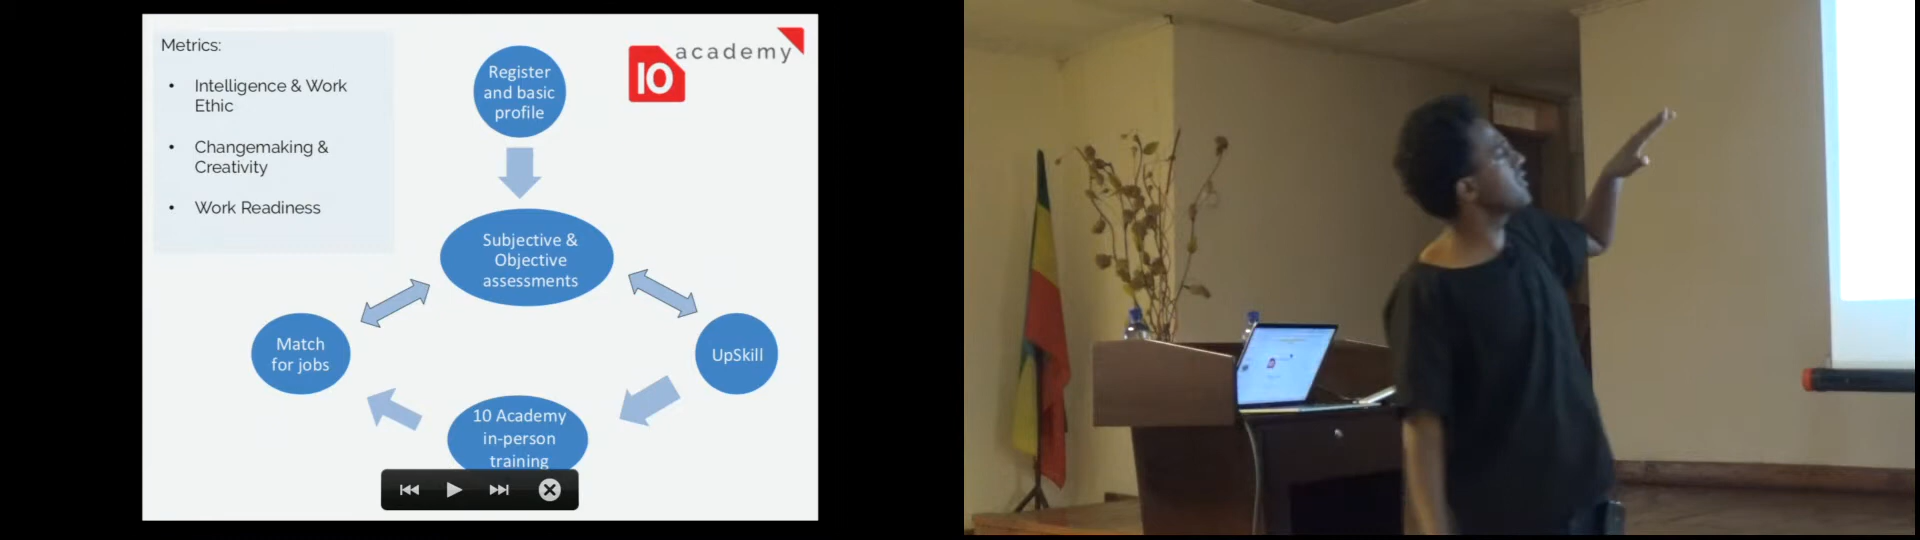 Metrics:
• Intelligence & Work
Ethic
• Changemaking &
Creativity
• Work Readiness
10 academy
Register
and basic
profile
Subjective &
Objective
assessments
Match
for jobs
UpSkill
10 Academy
in-person
training